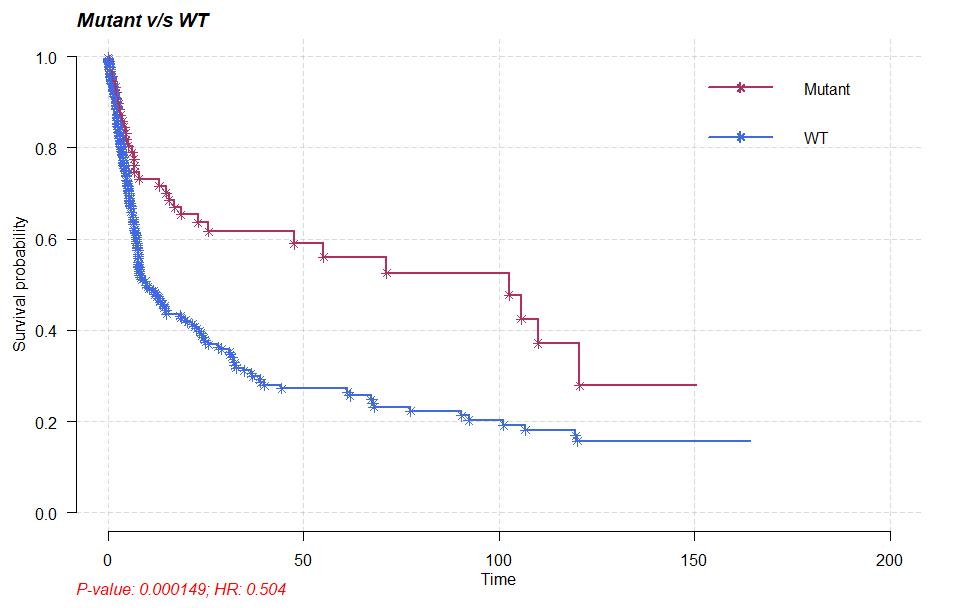 Mutant v/s WT
1.0
0.8
0.6
0.4
0.2
0.0
Survival probability
Mutant
WT
0 50 100 150 200
Time
P-value: 0.000149; HR: 0.504